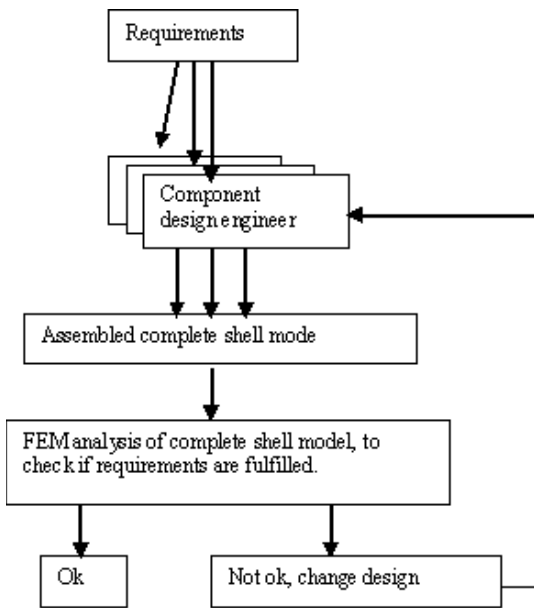 Requirements
Component
design engineer
Assembled complete shell mode
FEM analysis of complete shell model, to
check if requirements are fulfilled.
Ok
Not ok, change design